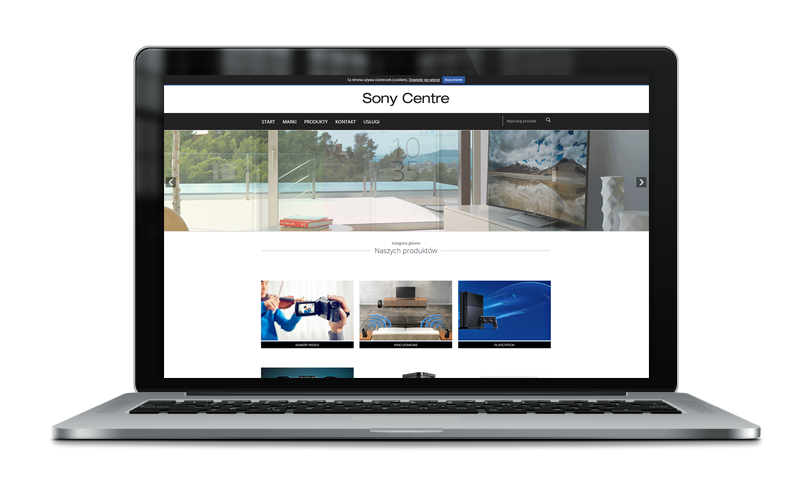 Ta strona używa ciasteczek (cookies). Dowiedz się więcej Rozumiem
Sony Centre
START MARKI PRODUKTY KONTAKT USŁUGI Wyszukaj produkt
10
35
Kategorie główne
Naszych produktów
KAMERY WIDEO KINO DOMOWE PLAYSTATION